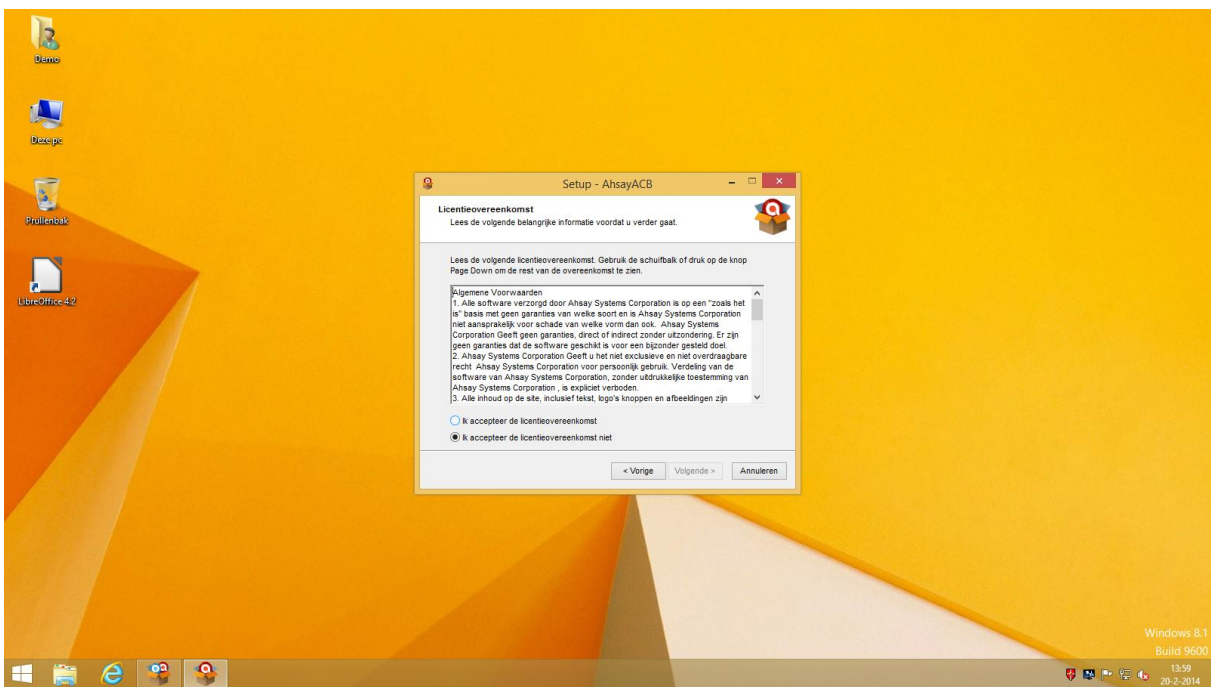 Demo
Deze pc
Prullenbak
LibreOffice 4.2
Setup - AhsayACB
Licentieovereenkomst
Lees de volgende belangrijke informatie voordat u verder gaat.
Lees de volgende licentieovereenkomst. Gebruik de schuifbalk of druk op de knop
Page Down om de rest van de overeenkomst te zien.
Algemene Voorwaarden
1. Alle software verzorgd door Ahsay Systems Corporation is op een "zoals het
is" basis met geen garanties van welke soort en is Ahsay Systems Corporation
niet aansprakelijk voor schade van welke vorm dan ook. Ahsay Systems
Corporation Geeft geen garanties, direct of indirect zonder uitzondering. Er zijn
geen garanties dat de software geschikt is voor een bijzonder gesteld doel.
2. Ahsay Systems Corporation Geeft u het niet exclusieve en niet overdraagbare
recht Ahsay Systems Corporation voor persoonlijk gebruik. Verdeling van de
software van Ahsay Systems Corporation, zonder uitdrukkelijke toestemming van
Ahsay Systems Corporation , is expliciet verboden.
3. Alle inhoud op de site, inclusief tekst, logo's knoppen en afbeeldingen zijn
Ik accepteer de licentieovereenkomst
Ik accepteer de licentieovereenkomst niet
< Vorige
Volgende >
Annuleren
Windows 8.1
Build 9600
13:59
20-2-2014